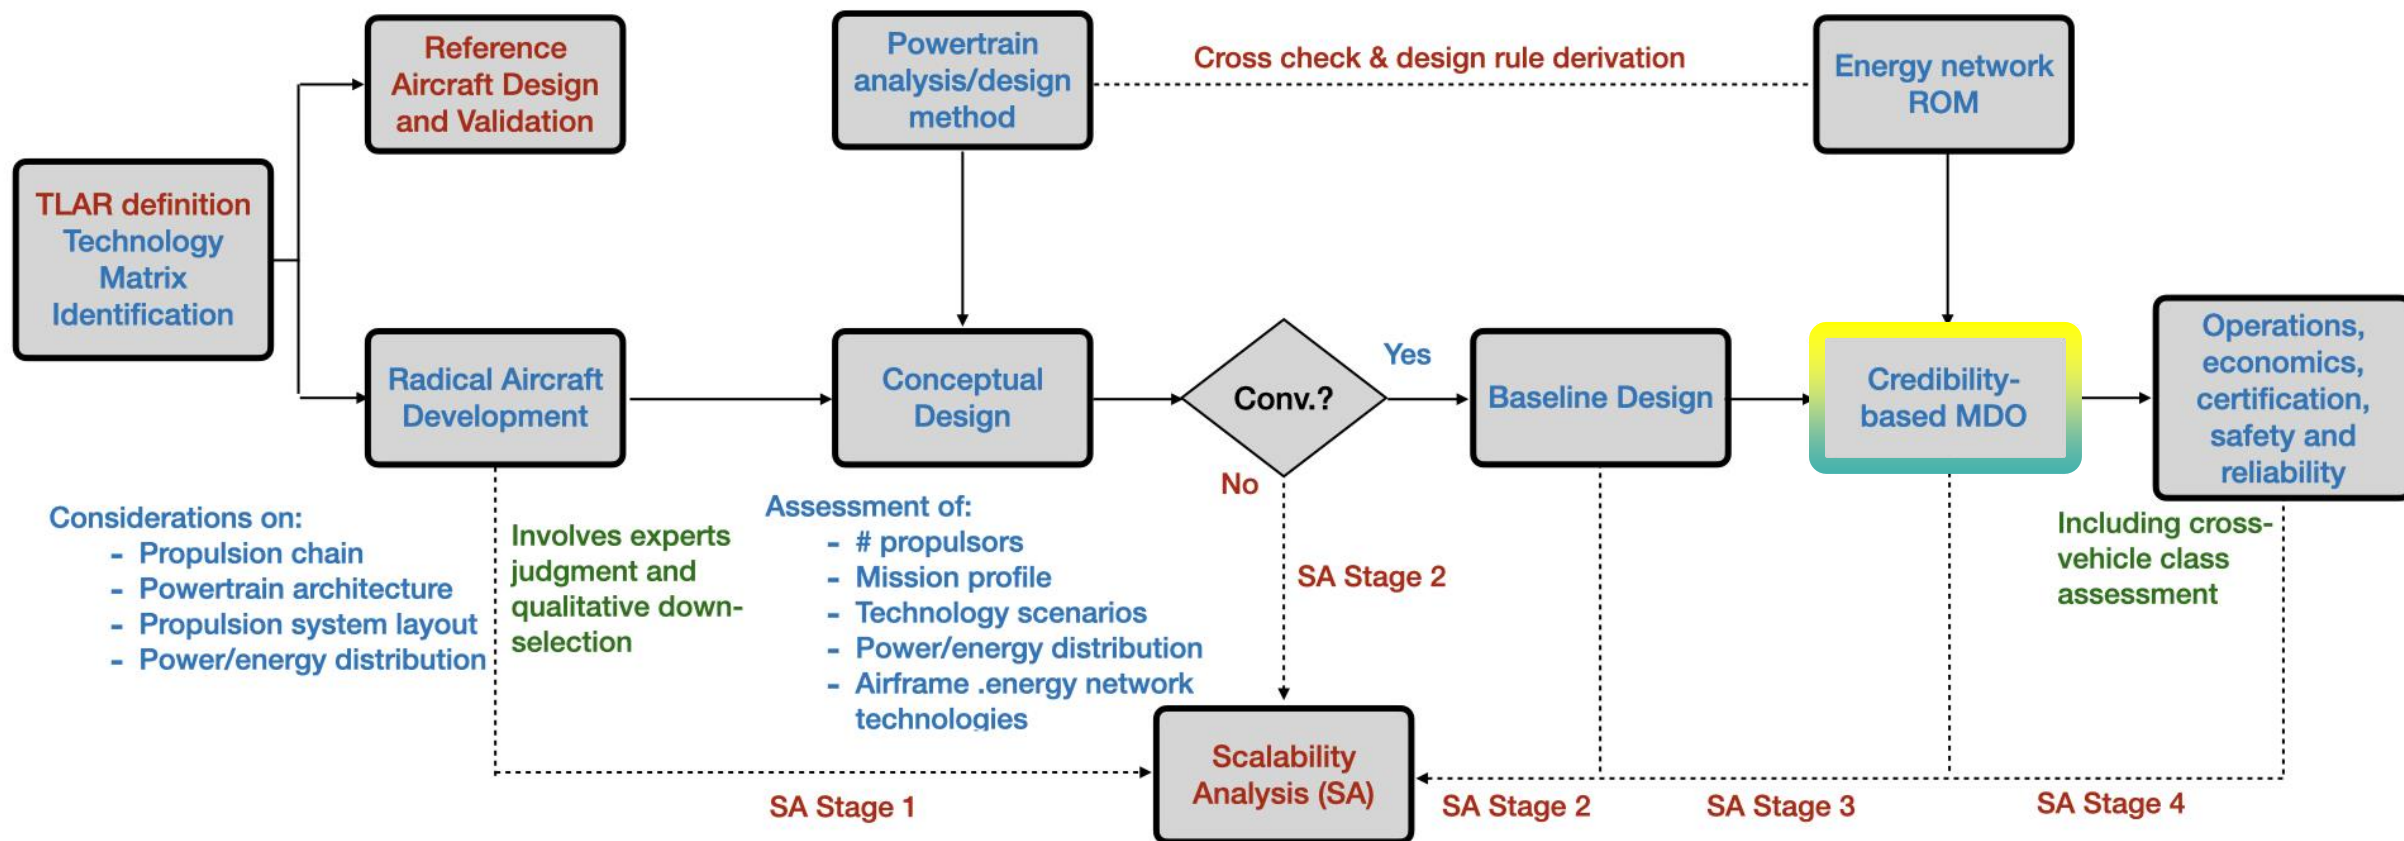 Reference
Aircraft Design
and Validation
Powertrain
analysis/design
method
Cross check & design rule derivation
Energy network
ROM
TLAR definition
Technology
Matrix
Identification
Radical Aircraft
Development
Conceptual
Design
Conv.?
Yes
No
Baseline Design
Credibility-
based MDO
Operations,
economics,
certification,
safety and
reliability
Considerations on:
- Propulsion chain
- Powertrain architecture
- Propulsion system layout
- Power/energy distribution
Involves experts
judgment and
qualitative down-
selection
Assessment of:
- # propulsors
- Mission profile
- Technology scenarios
- Power/energy distribution
- Airframe .energy network
technologies
SA Stage 2
Including cross-
vehicle class
assessment
Scalability
Analysis (SA)
SA Stage 1
SA Stage 2
SA Stage 3
SA Stage 4